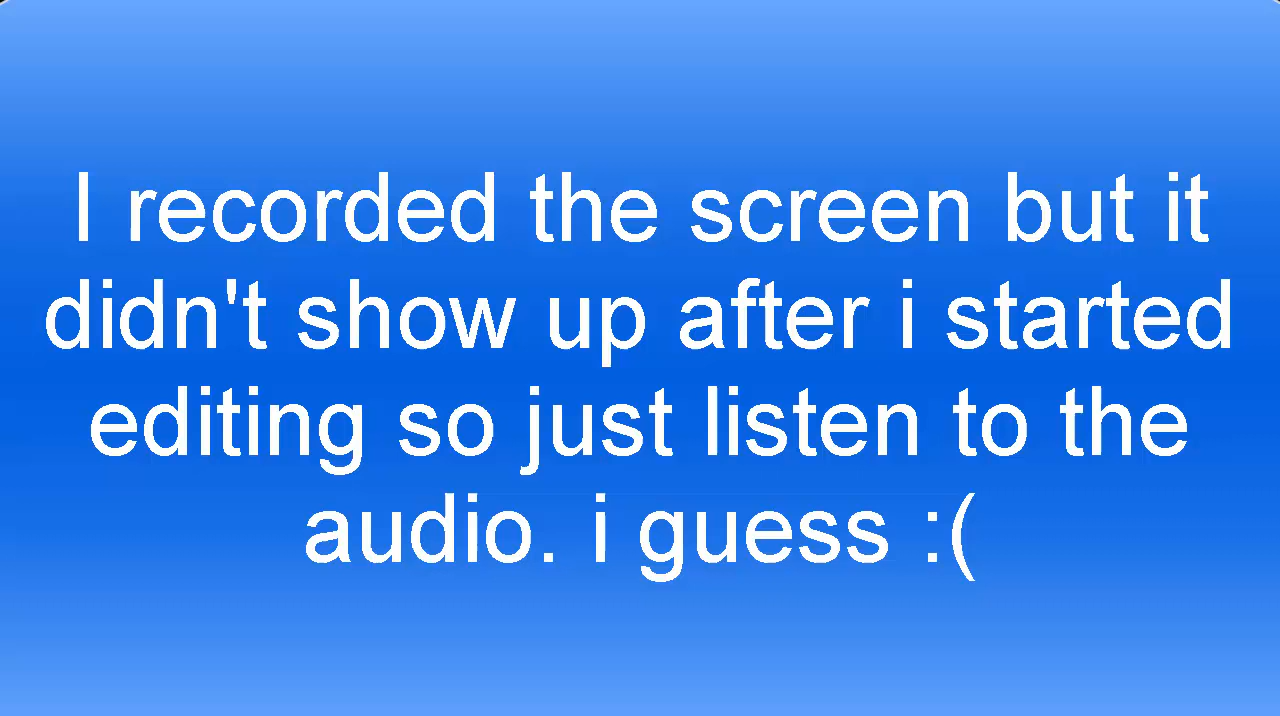 I recorded the screen but it
didn't show up after i started
editing so just listen to the
audio. i guess :(